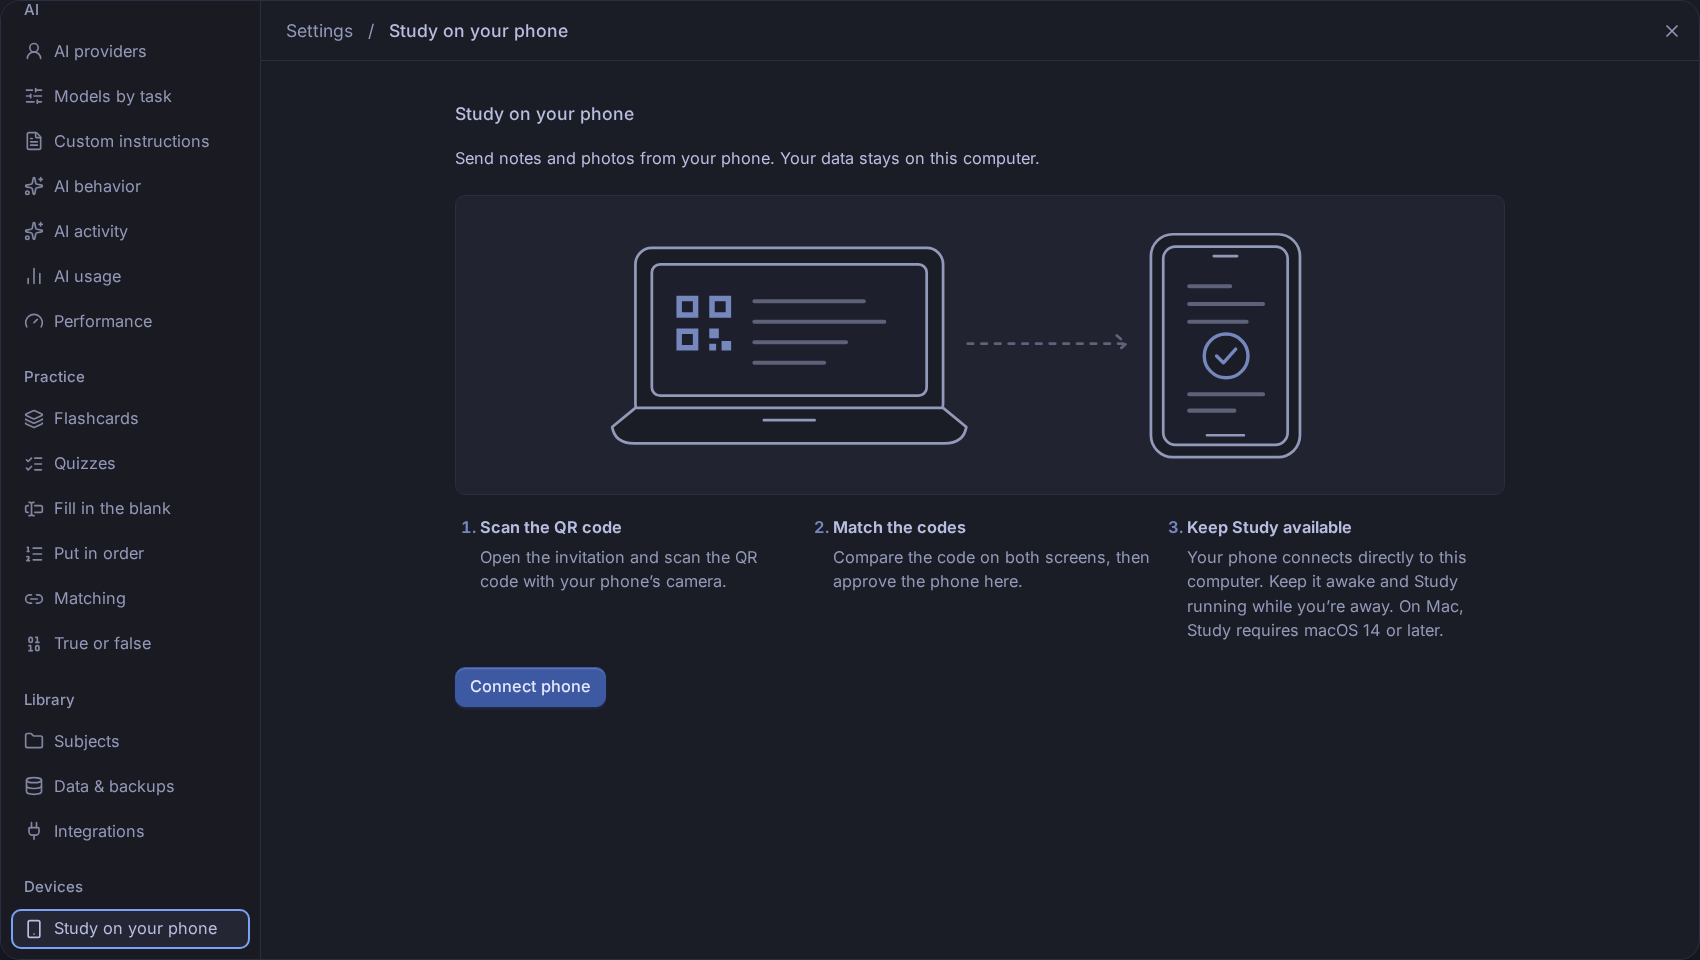 AI
AI providers
Models by task
Custom instructions
AI behavior
AI activity
AI usage
Performance
Practice
Flashcards
Quizzes
Fill in the blank
Put in order
Matching
True or false
Library
Subjects
Data & backups
Integrations
Devices
Study on your phone
Settings / Study on your phone
Study on your phone
Send notes and photos from your phone. Your data stays on this computer.
1. Scan the QR code
Open the invitation and scan the QR
code with your phone’s camera.
2. Match the codes
Compare the code on both screens, then
approve the phone here.
3. Keep Study available
Your phone connects directly to this
computer. Keep it awake and Study
running while you’re away. On Mac,
Study requires macOS 14 or later.
Connect phone